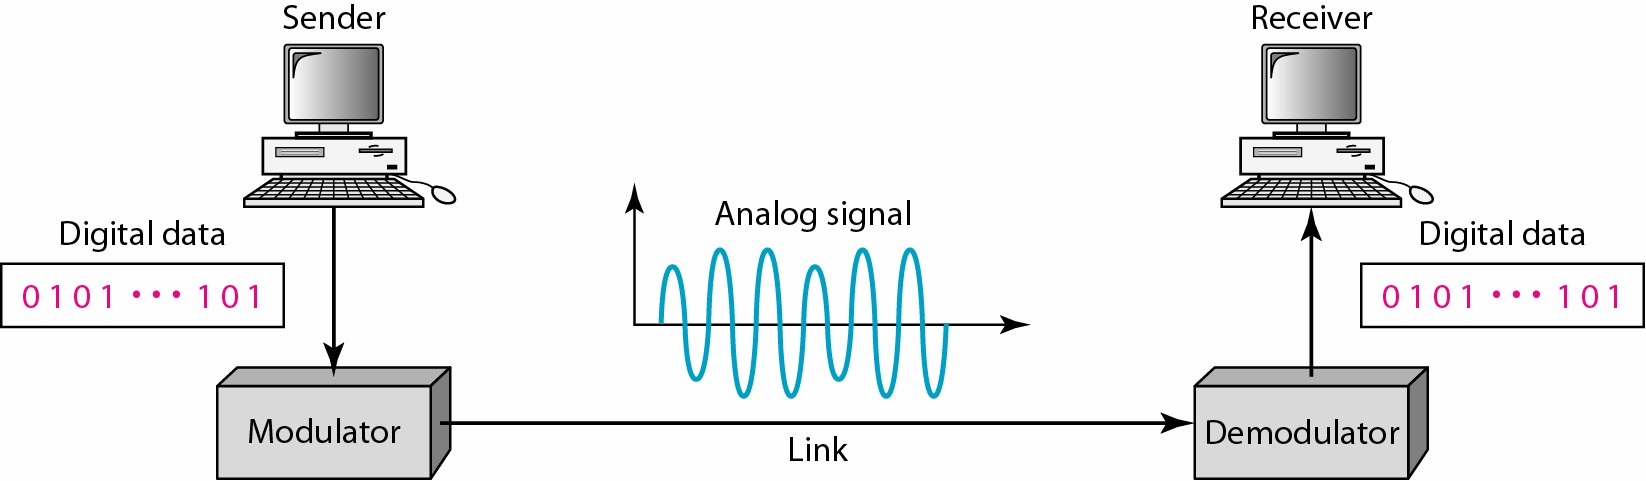 Sender
Receiver
Digital data
0101 ··· 101
Analog signal
Digital data
0101 ··· 101
Modulator
Link
Demodulator